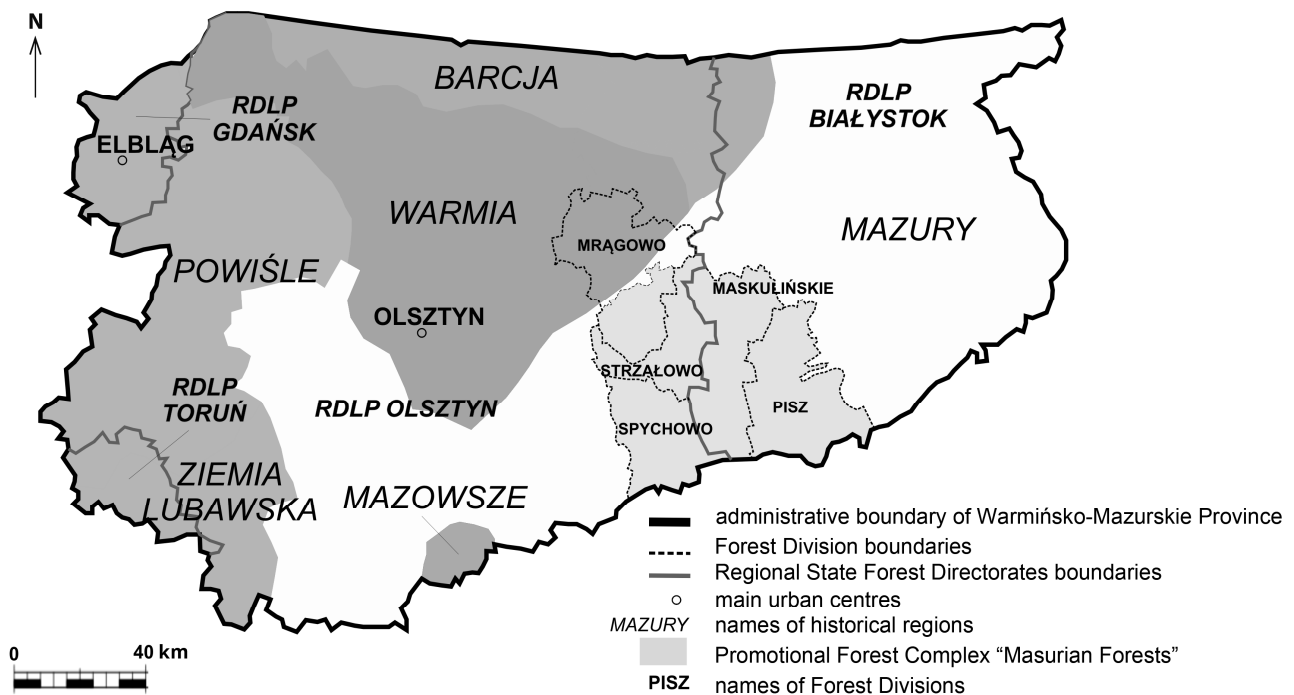 N
BARCJA
RDLP
GDAŃSK
RDLP
BIAŁYSTOK
ELBLĄG
WARMIA
MAZURY
MRĄGOWO
POWIŚLE
MASKULIŃSKIE
OLSZTYN
STRZAŁOWO
RDLP
TORUŃ
RDLP OLSZTYN
PISZ
SPYCHOWO
ZIEMIA
LUBAWSKA
MAZOWSZE
administrative boundary of Warmińsko-Mazurskie Province
Forest Division boundaries
Regional State Forest Directorates boundaries
main urban centres
MAZURY names of historical regions
Promotional Forest Complex “Masurian Forests”
PISZ names of Forest Divisions
0 40 km